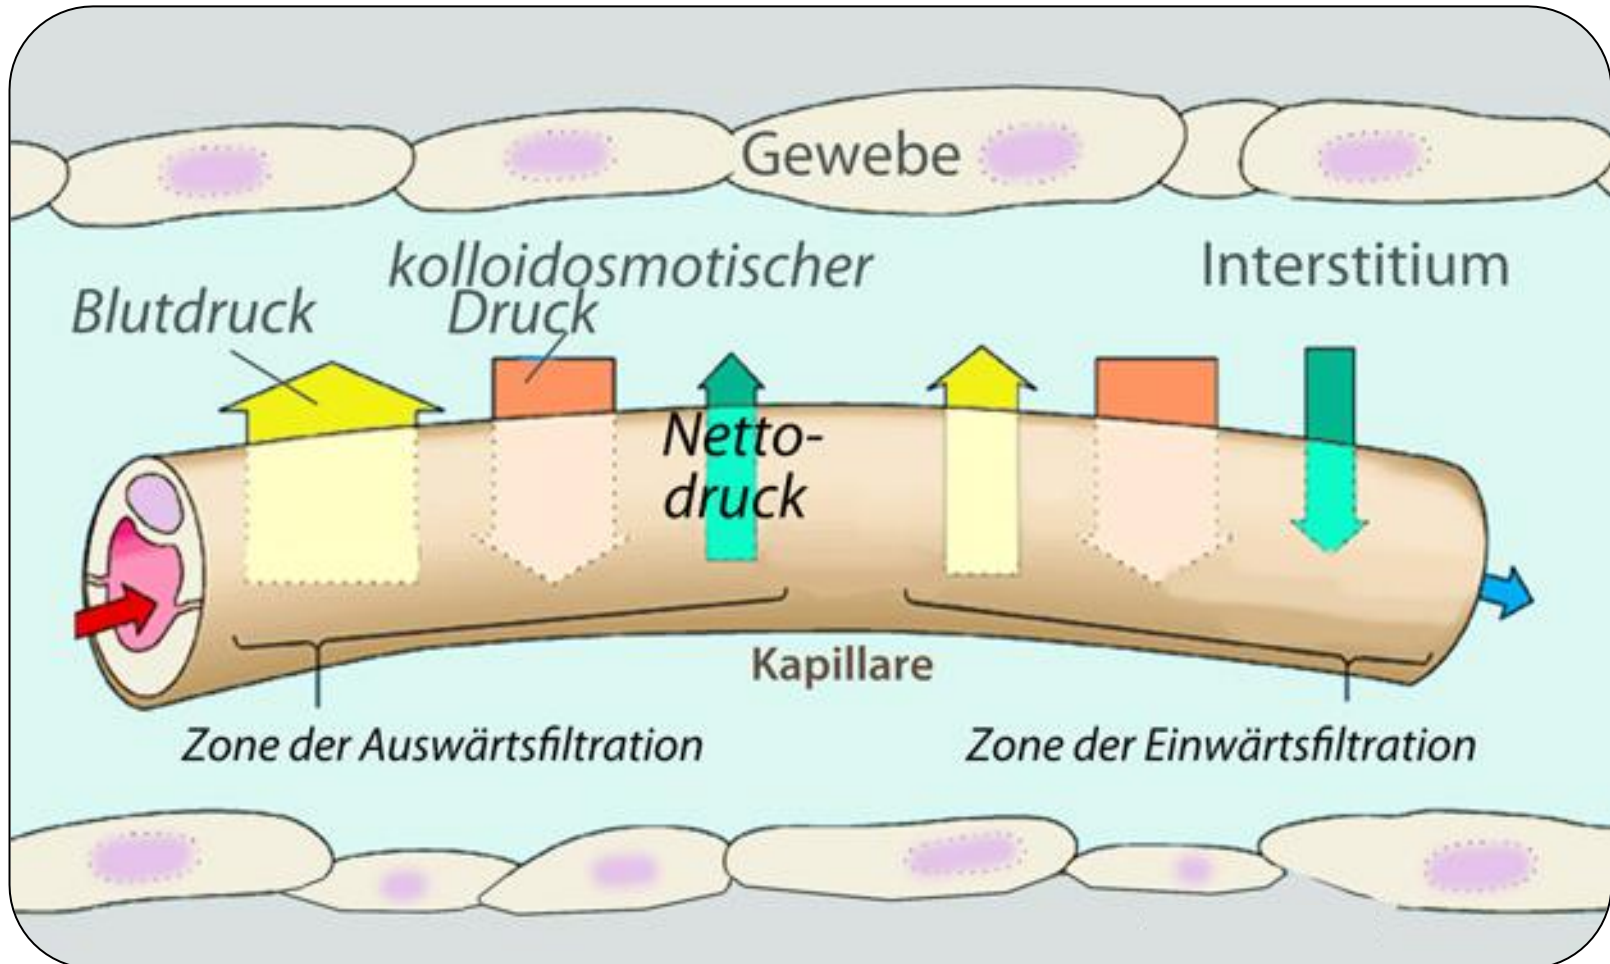 Gewebe
kolloidosmotischer
Druck
Blutdruck
Interstitium
Netto-
druck
Kapillare
Zone der Auswärtsfiltration
Zone der Einwärtsfiltration